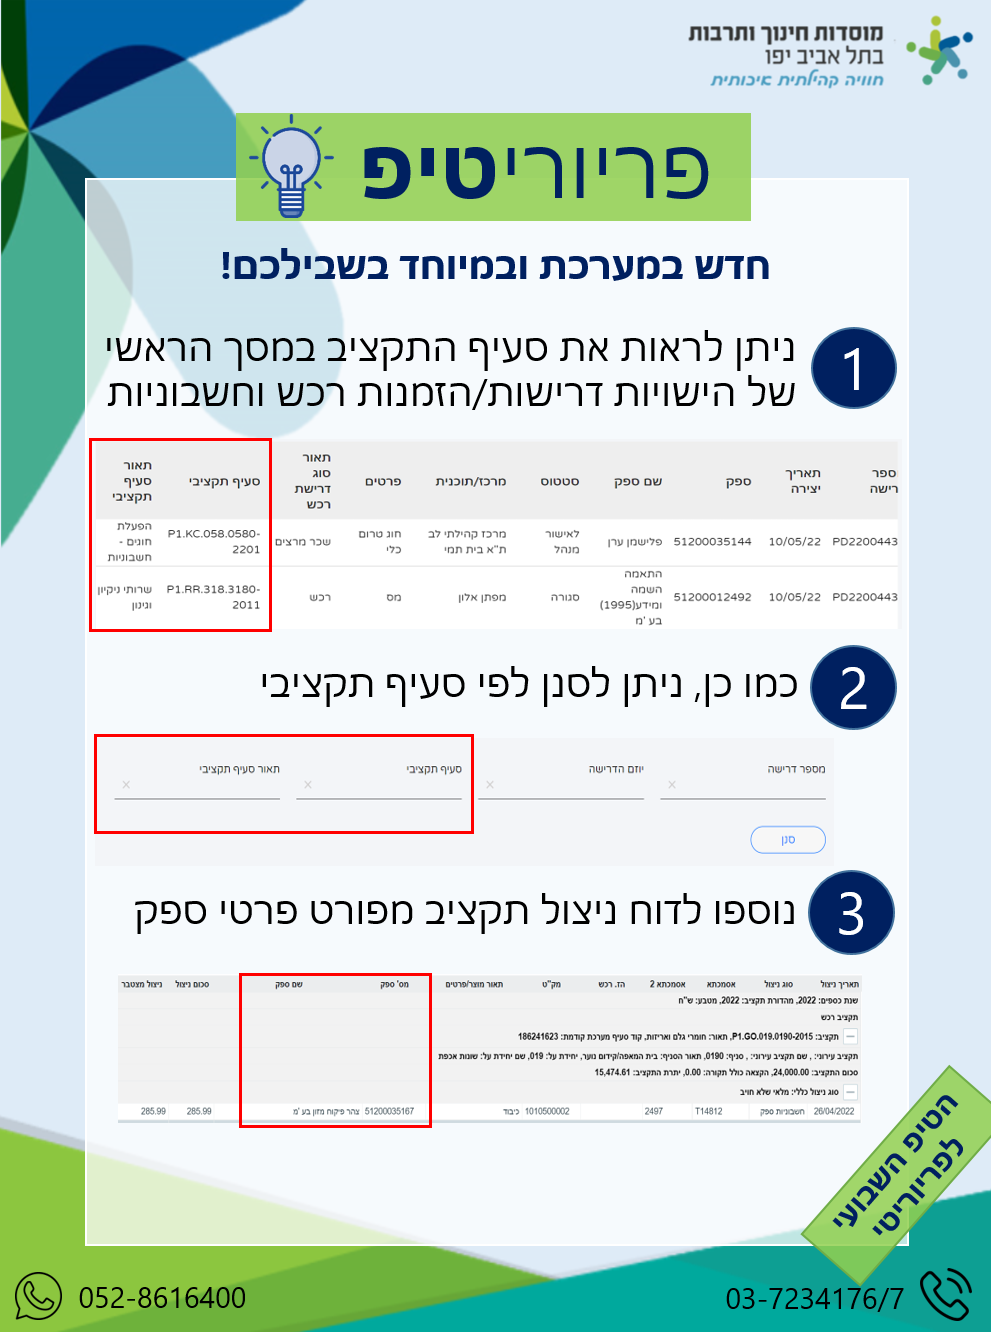 מוסדות חינוך ותרבות
בתל אביב יפו
חוויה קהילתית איכותית
פריוריטיפ
חדש במערכת ובמיוחד בשבילכם!
1
ניתן לראות את סעיף התקציב במסך הראשי
של הישויות דרישות/הזמנות רכש וחשבוניות
ספר רישה
תאריך יצירה
ספק
שם ספק
סטטוס
מרכז/תוכנית
פרטים
תאור סוג דרישת רכש
סעיף תקציבי
תאור סעיף תקציבי
PD2200443 10/05/22 51200035144 פלישמן ערן לאישור מנהל מרכז קהילתי לב ת"א בית תמי חוג טרום כלי שכר מרצים P1.KC.058.0580-2201 הפעלת חוגים - חשבוניות
PD2200443 10/05/22 51200012492 התאמה השמה ומידע(1995) בע 'מ סגורה מפתן אלון מס רכש P1.RR.318.3180-2011 שרותי ניקיון וגינון
2
כמו כן, ניתן לסנן לפי סעיף תקציבי
מספר דרישה
יוזם הדרישה
סעיף תקציבי
תאור סעיף תקציבי
סנן
3
נוספו לדוח ניצול תקציב מפורט פרטי ספק
תאריך ניצול סוג ניצול אסמכתא אסמכתא 2 הז. רכש מק"ט תאור מוצר/פרטים מס' ספק שם ספק סכום ניצול ניצול מצטבר
שנת כספים: 2022, מהדורת תקציב: 2022, מטבע: ש"ח
תקציב רכש
תקציב: P1.GO.019.0190-2015, תאור: חומרי גלם ואריזות, קוד סעיף מערכת קודמת: 186241623
תקציב עירוני: , שם תקציב עירוני: , סניף: 0190, תאור הסניף: בית המאפה/קידום נוער, יחידת על: 019, שם יחידת על: שונות אכפת
סכום התקציב: 24,000.00, הקצאה כולל תקורה: 0.00, יתרת התקציב: 15,474.61
סוג ניצול כללי: מלאי שלא חויב
26/04/2022 חשבוניות ספק T14812 2497 1010500002 כיבוד 51200035167 צהר פיקוח מזון בע 'מ 285.99 285.99
הטיפ השבועי
לפריוריטי
03-7234176/7
052-8616400